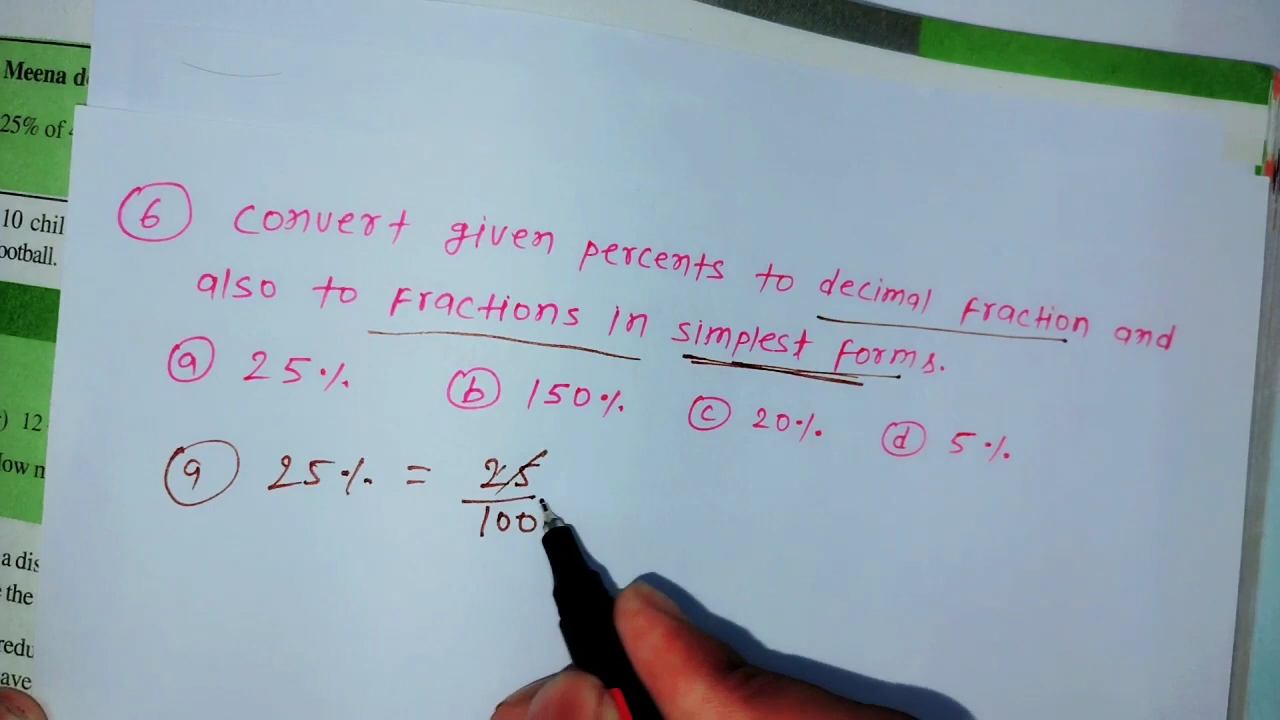 Meena d
25% of
10 chil
ootball.
) 12
low n
a dis
the
redu
ave
6 convert given percents to decimal fraction and
also to Fractions in simplest forms.
a 25% b 150% c 20% d 5%
a 25% = 25
100